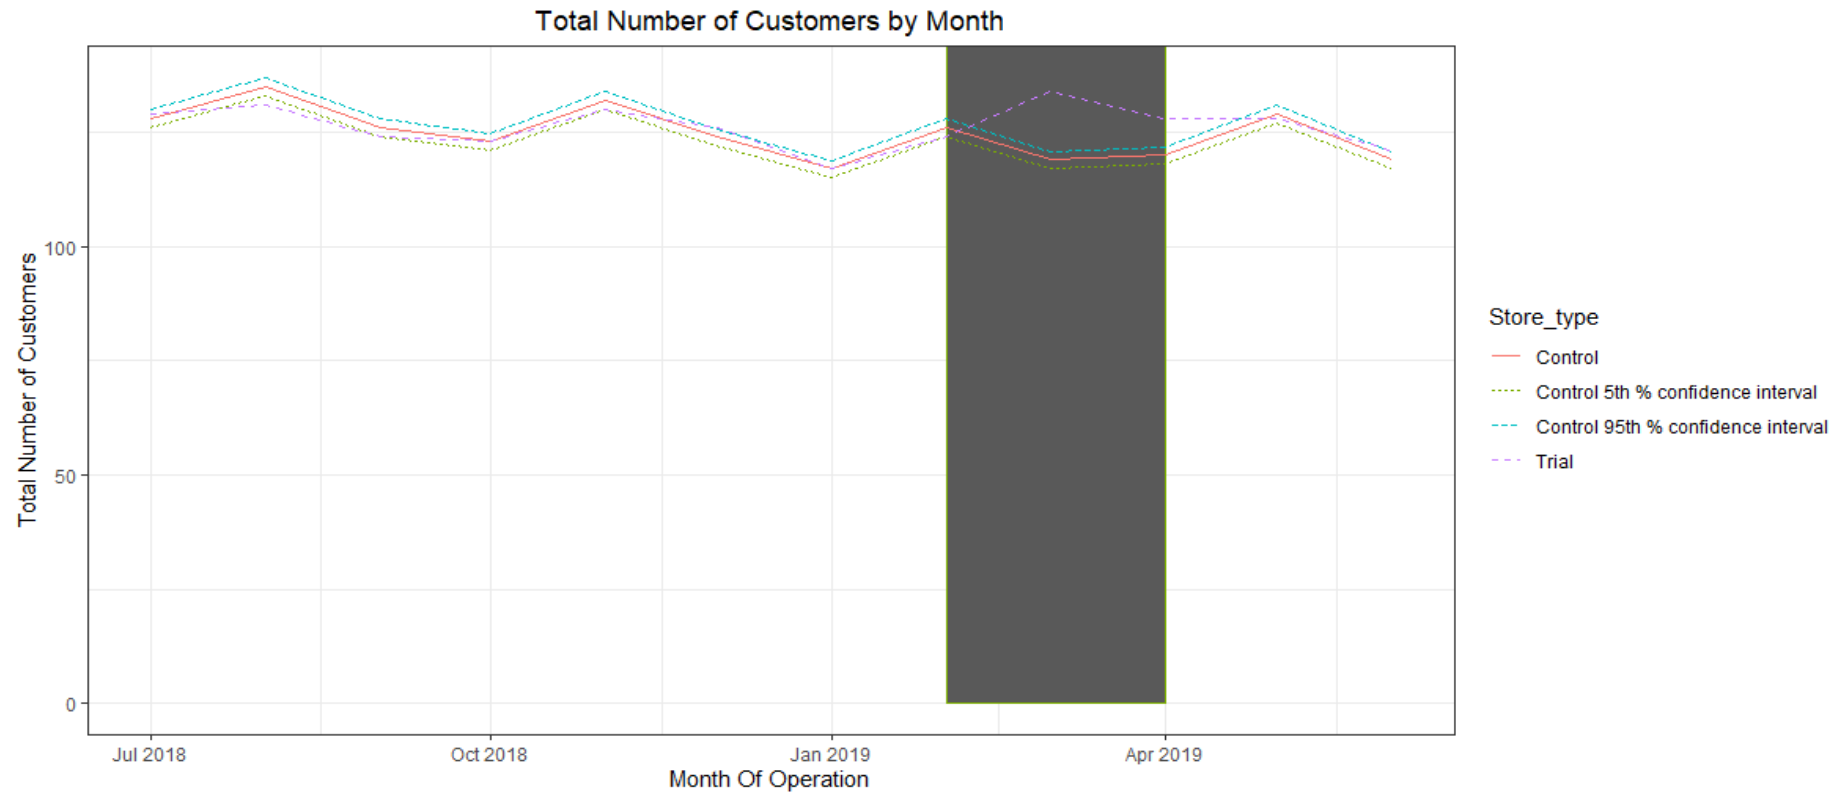 Total Number of Customers by Month
Total Number of Customers
100
50
0
Jul 2018
Oct 2018
Jan 2019
Apr 2019
Month Of Operation
Store_type
Control
Control 5th % confidence interval
Control 95th % confidence interval
Trial